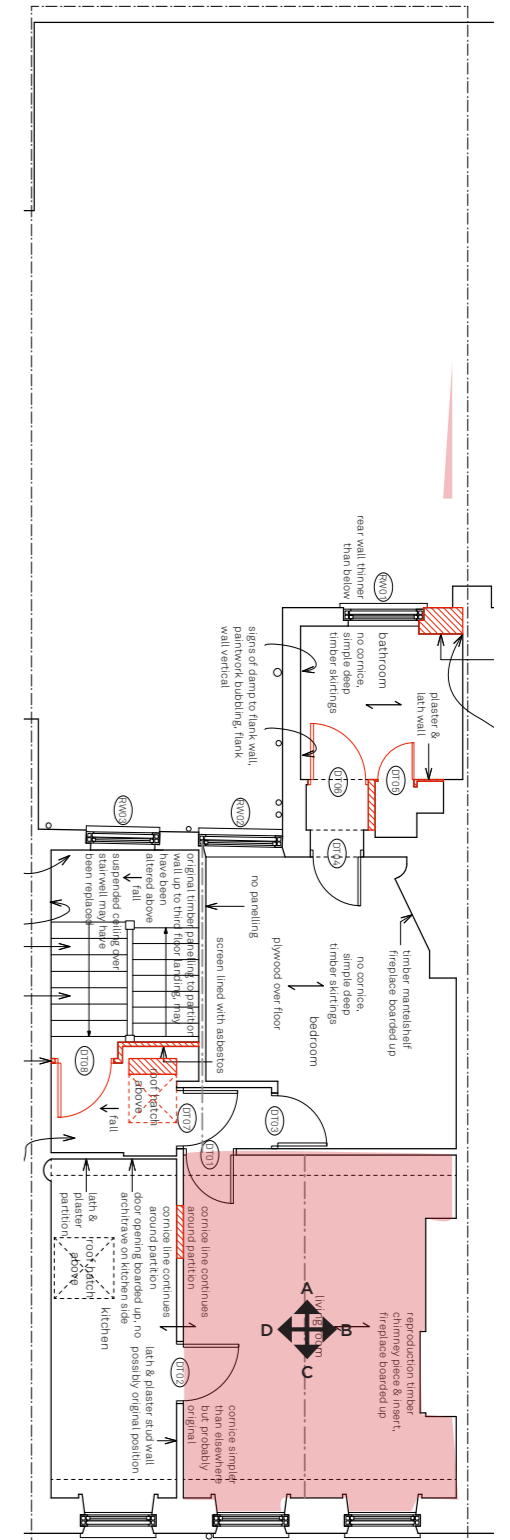 rear wall thinner
than below
RW01
bathroom
no cornice,
simple deep
timber skirtings
plaster &
lath wall
signs of damp to flank wall,
paintwork bubbling, flank
wall vertical
DT06
DT05
DT04
RW03
RW02
original timber panelling to partition
wall up to third floor landing, may
have been
altered above
fall
suspended ceiling over
stairwell may have
been replaced
no panelling
screen lined with asbestos
timber mantelshelf
fireplace boarded up
no cornice,
simple deep
timber skirtings
plywood over floor
bedroom
DT08
roof hatch
above
fall
DT07
DT03
DT01
lath &
plaster
partition
door opening boarded up, no
architrave on kitchen side
roof hatch
above
kitchen
cornice line continues
around partition
cornice line continues
around partition
DT02
lath & plaster stud wall
possibly original position
cornice simpler
than elsewhere
but probably
original
living room
A
B
C
D
reproduction timber
chimney piece & insert,
fireplace boarded up